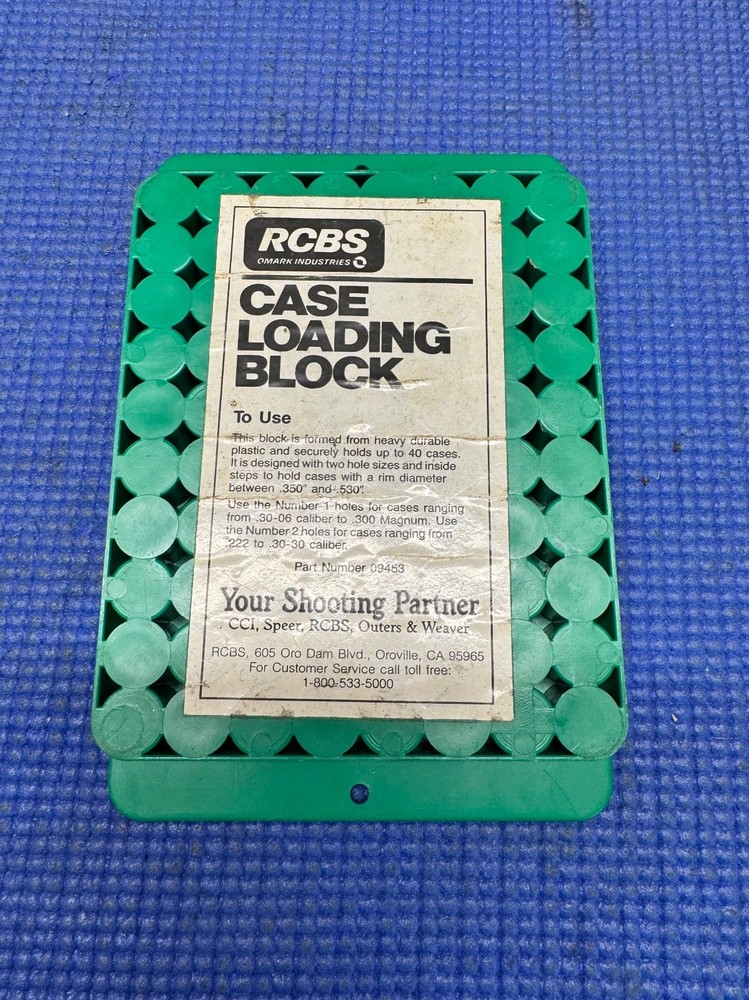 RCBS
OMARK INDUSTRIES
CASE
LOADING
BLOCK
To Use
This block is formed from heavy durable
plastic and securely holds up to 40 cases.
It is designed with two hole sizes and inside
steps to hold cases with a rim diameter
between .350" and .530".
Use the Number 1 holes for cases ranging
from .30-06 caliber to .300 Magnum. Use
the Number 2 holes for cases ranging from
.222 to .30-30 caliber.
Part Number 09453
Your Shooting Partner
CCI, Speer, RCBS, Outers & Weaver
RCBS, 605 Oro Dam Blvd., Oroville, CA 95965
For Customer Service call toll free:
1-800-533-5000